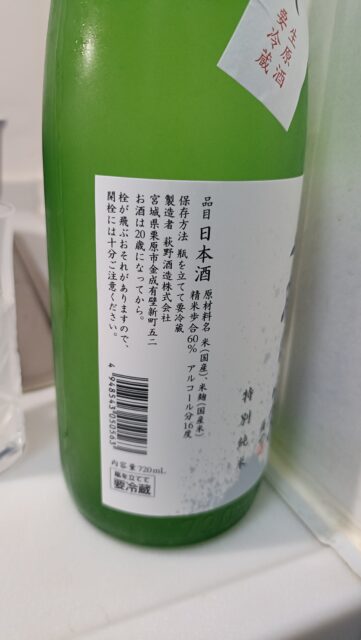 生原酒
要冷蔵
品目 日本酒 原材料名 米(国産)、米麹(国産米)
精米歩合60% アルコール分16度
保存方法 瓶を立てて要冷蔵
製造者 萩野酒造株式会社
宮城県栗原市金成有壁新町五二
お酒は20歳になってから。
栓が飛ぶおそれがありますので、
開栓には十分ご注意ください。
4948543050563
内容量 720mL
瓶を立てて
要冷蔵
特別純米